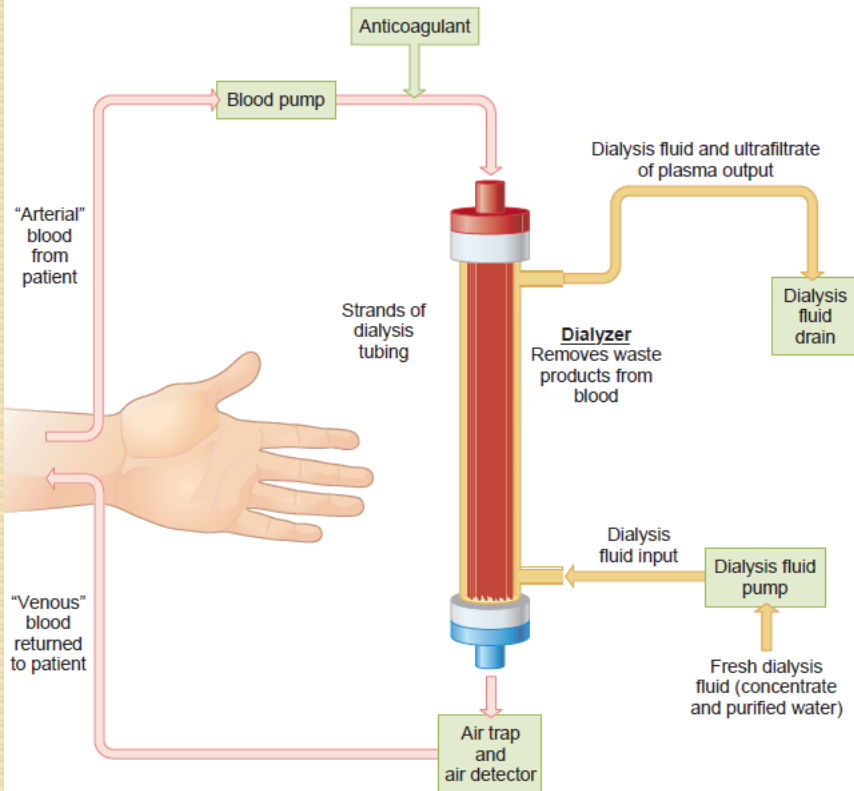 Anticoagulant
Blood pump
Dialysis fluid and ultrafiltrate
of plasma output
"Arterial"
blood
from
patient
Dialysis
fluid
drain
Strands of
dialysis
tubing
Dialyzer
Removes waste
products from
blood
Dialysis
fluid input
Dialysis fluid
pump
"Venous"
blood
returned
to patient
Fresh dialysis
fluid (concentrate
and purified water)
Air trap
and
air detector